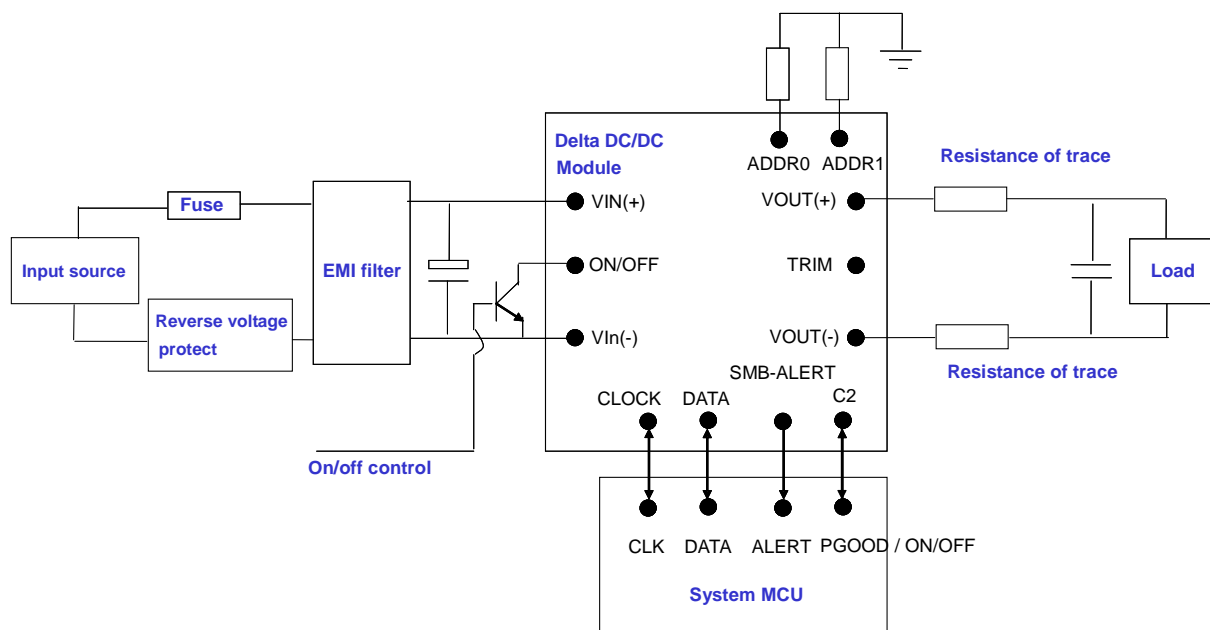 Delta DC/DC
Module
ADDR0
ADDR1
Resistance of trace
Fuse
VIN(+)
VOUT(+)
Input source
EMI filter
ON/OFF
TRIM
Load
Reverse voltage
protect
VIn(-)
VOUT(-)
SMB-ALERT
Resistance of trace
CLOCK
DATA
C2
On/off control
CLK
DATA
ALERT
PGOOD / ON/OFF
System MCU